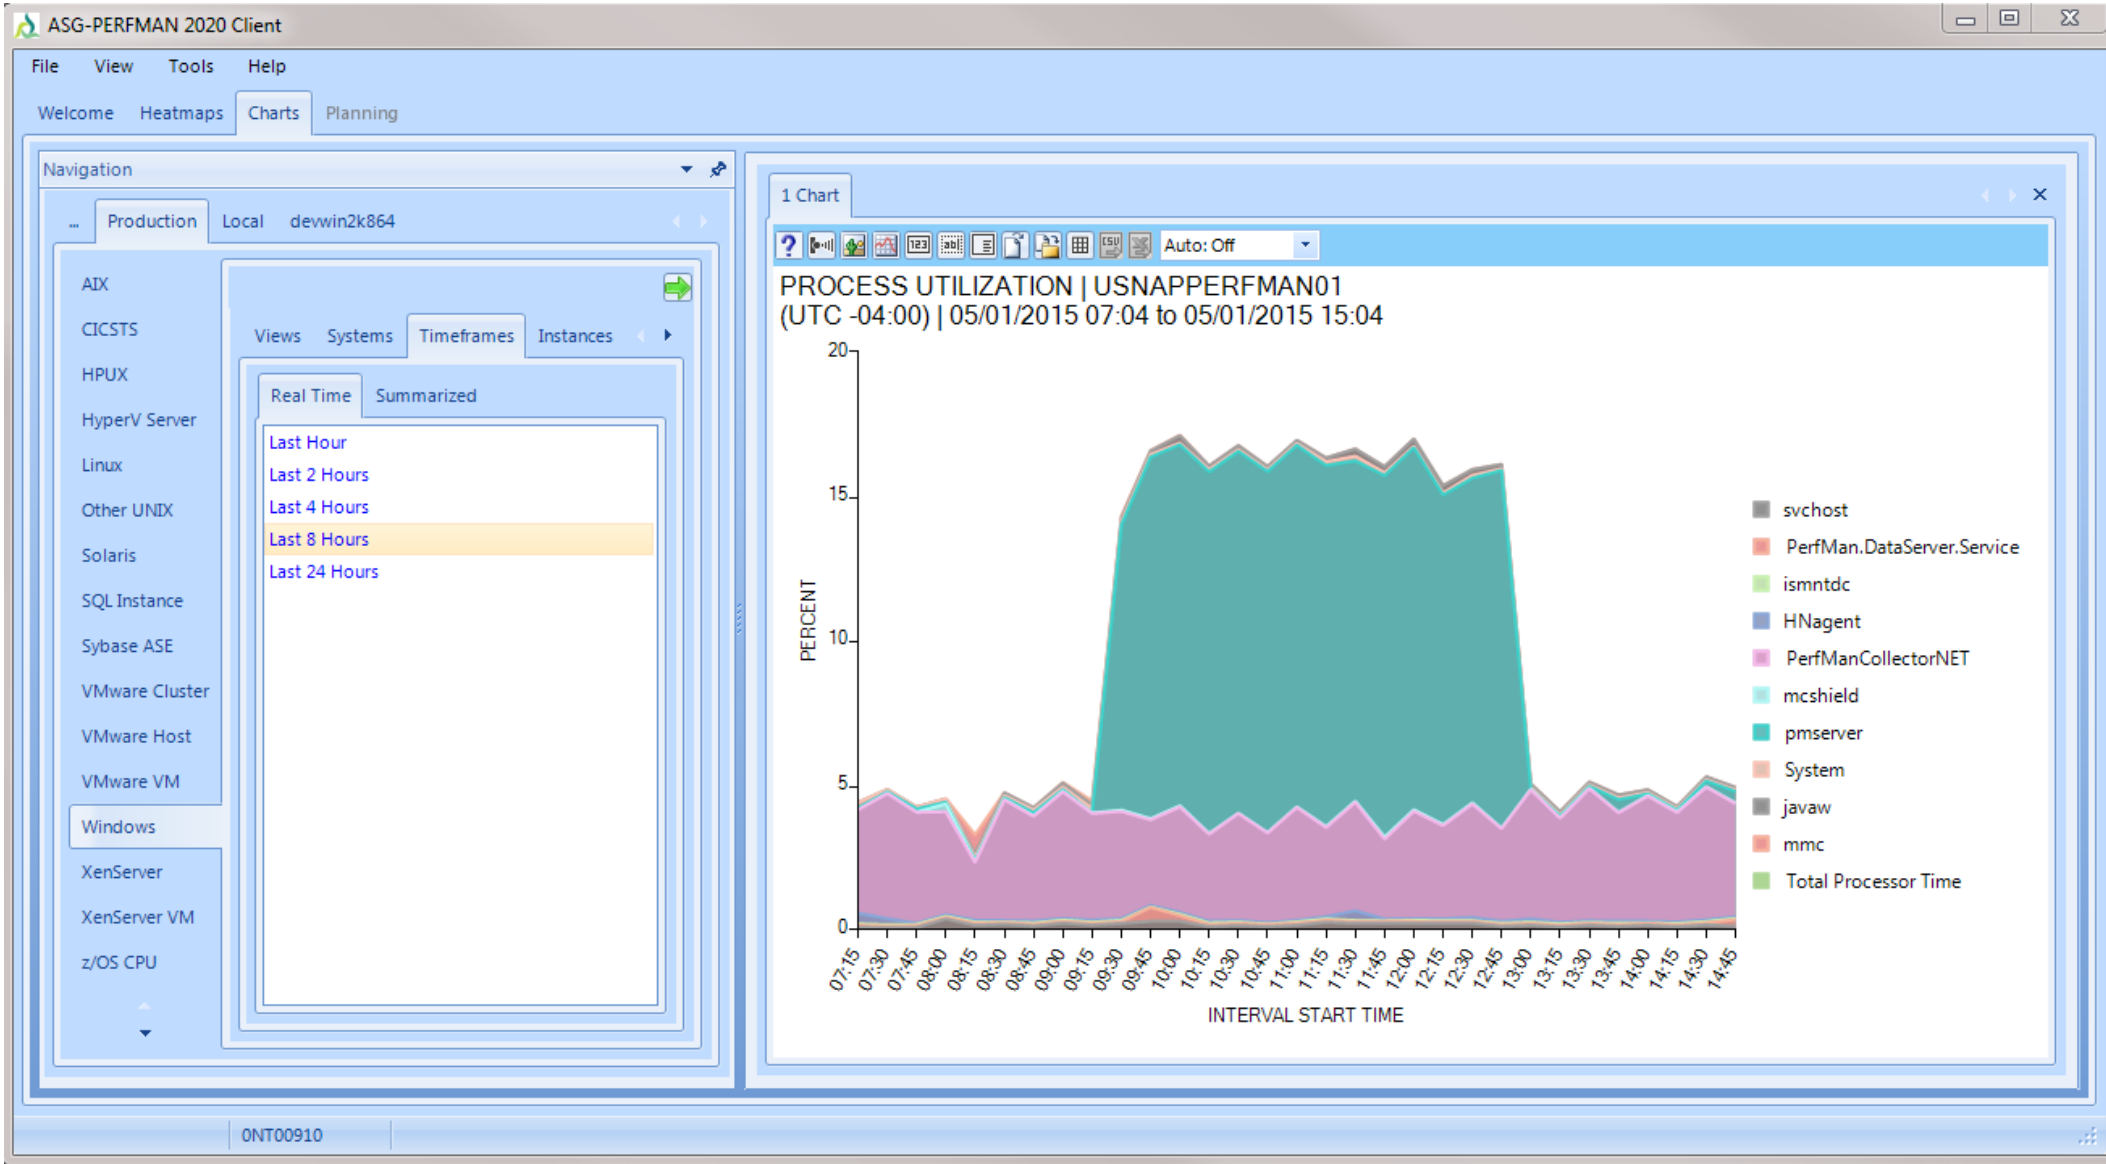 ASG-PERFMAN 2020 Client
File View Tools Help
Welcome Heatmaps Charts Planning
Navigation
... Production Local devwin2k864
AIX
CICSTS
HPUX
HyperV Server
Linux
Other UNIX
Solaris
SQL Instance
Sybase ASE
VMware Cluster
VMware Host
VMware VM
Windows
XenServer
XenServer VM
z/OS CPU
Views Systems Timeframes Instances
Real Time Summarized
Last Hour
Last 2 Hours
Last 4 Hours
Last 8 Hours
Last 24 Hours
1 Chart
? 123 ab CSV Auto: Off
PROCESS UTILIZATION | USNAPPERFMAN01
(UTC -04:00) | 05/01/2015 07:04 to 05/01/2015 15:04
PERCENT
20
15
10
5
0
07:15 07:30 07:45 08:00 08:15 08:30 08:45 09:00 09:15 09:30 09:45 10:00 10:15 10:30 10:45 11:00 11:15 11:30 11:45 12:00 12:15 12:30 12:45 13:00 13:15 13:30 13:45 14:00 14:15 14:30 14:45
INTERVAL START TIME
svchost
PerfMan.DataServer.Service
ismntdc
HNagent
PerfManCollectorNET
mcshield
pmserver
System
javaw
mmc
Total Processor Time
0NT00910